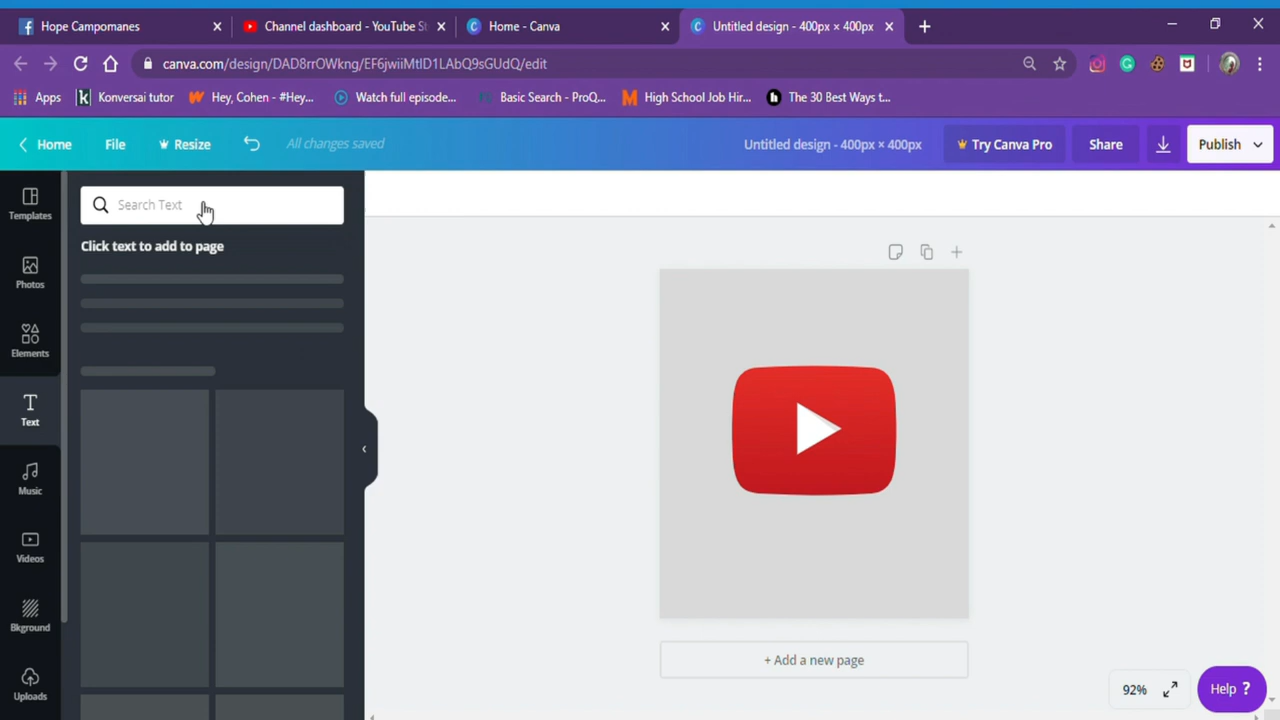 Hope Campomanes
Channel dashboard - YouTube St
Home - Canva
Untitled design - 400px × 400px
canva.com/design/DAD8rrOWkng/EF6jwiiMtlD1LAbQ9sGUdQ/edit
Apps
Konversai tutor
Hey, Cohen - #Hey...
Watch full episode...
Basic Search - ProQ...
High School Job Hir...
The 30 Best Ways t...
Home
File
Resize
All changes saved
Untitled design - 400px × 400px
Try Canva Pro
Share
Publish
Templates
Photos
Elements
Text
Music
Videos
Bkground
Uploads
Search Text
Click text to add to page
+ Add a new page
92%
Help ?